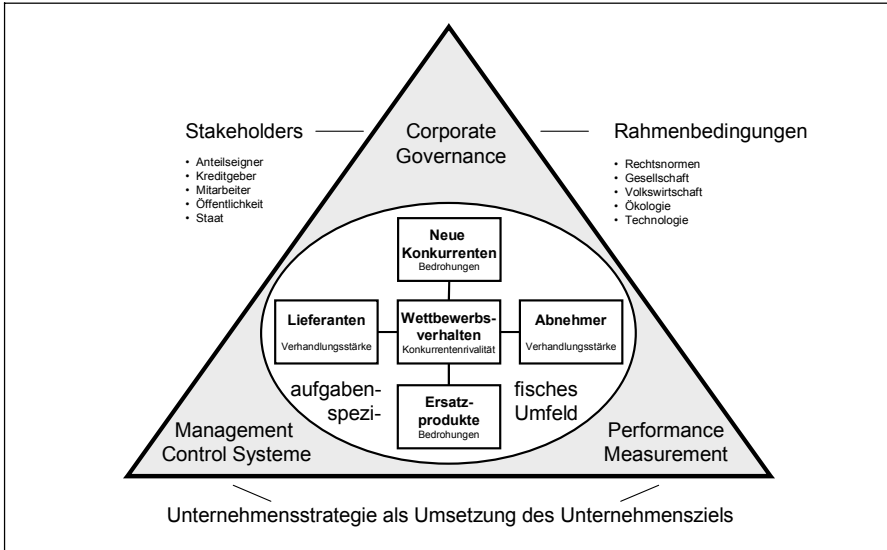 Stakeholders
• Anteilseigner
• Kreditgeber
• Mitarbeiter
• Öffentlichkeit
• Staat
Corporate
Governance
Rahmenbedingungen
• Rechtsnormen
• Gesellschaft
• Volkswirtschaft
• Ökologie
• Technologie
Neue
Konkurrenten
Bedrohungen
Lieferanten
Verhandlungsstärke
Wettbewerbs-
verhalten
Konkurrentenrivalität
Abnehmer
Verhandlungsstärke
aufgaben-
spezi-
Ersatz-
produkte
Bedrohungen
fisches
Umfeld
Management
Control Systeme
Performance
Measurement
Unternehmensstrategie als Umsetzung des Unternehmensziels